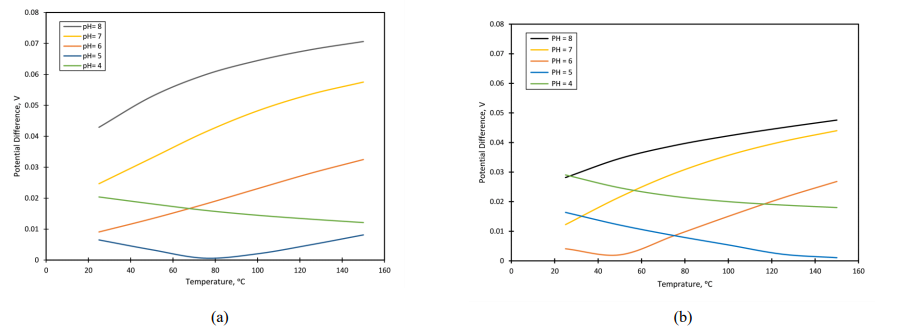 0.08
0.07
0.06
0.05
0.04
0.03
0.02
0.01
0
Potential Difference, V
pH= 8
pH= 7
pH= 6
pH= 5
pH= 4
0 20 40 60 80 100 120 140 160
Temperature, °C
(a)
0.08
0.07
0.06
0.05
0.04
0.03
0.02
0.01
0
Potential Difference, V
PH = 8
PH = 7
PH = 6
PH = 5
PH = 4
0 20 40 60 80 100 120 140 160
Temprature, °C
(b)